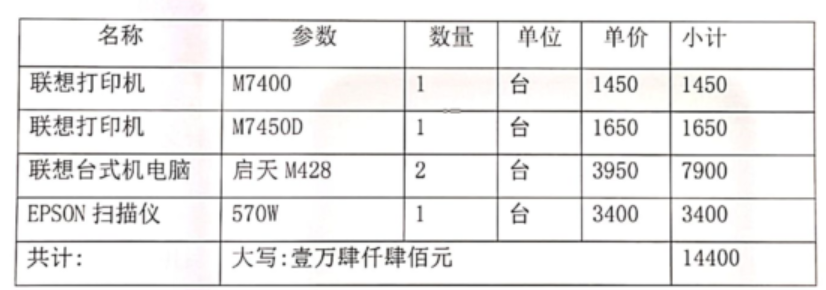 名称 参数 数量 单位 单价 小计
联想打印机 M7400 1 台 1450 1450
联想打印机 M7450D 1 台 1650 1650
联想台式机电脑 启天 M428 2 台 3950 7900
EPSON 扫描仪 570W 1 台 3400 3400
共计: 大写:壹万肆仟肆佰元 14400